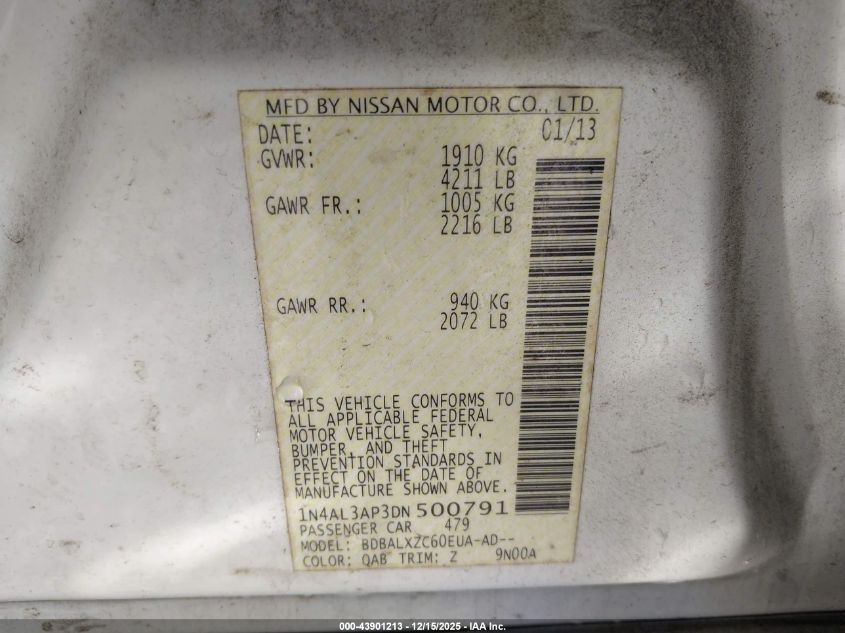 MFD BY NISSAN MOTOR CO., LTD.
DATE: 01/13
GVWR: 1910 KG
4211 LB
GAWR FR.: 1005 KG
2216 LB
GAWR RR.: 940 KG
2072 LB
THIS VEHICLE CONFORMS TO
ALL APPLICABLE FEDERAL
MOTOR VEHICLE SAFETY,
BUMPER, AND THEFT
PREVENTION STANDARDS IN
EFFECT ON THE DATE OF
MANUFACTURE SHOWN ABOVE.
1N4AL3AP3DN 500791
PASSENGER CAR 479
MODEL: BDBALXZC60EUA-AD--
COLOR: QAB TRIM: Z 9N00A
000-43901213 - 12/15/2025 - IAA Inc.